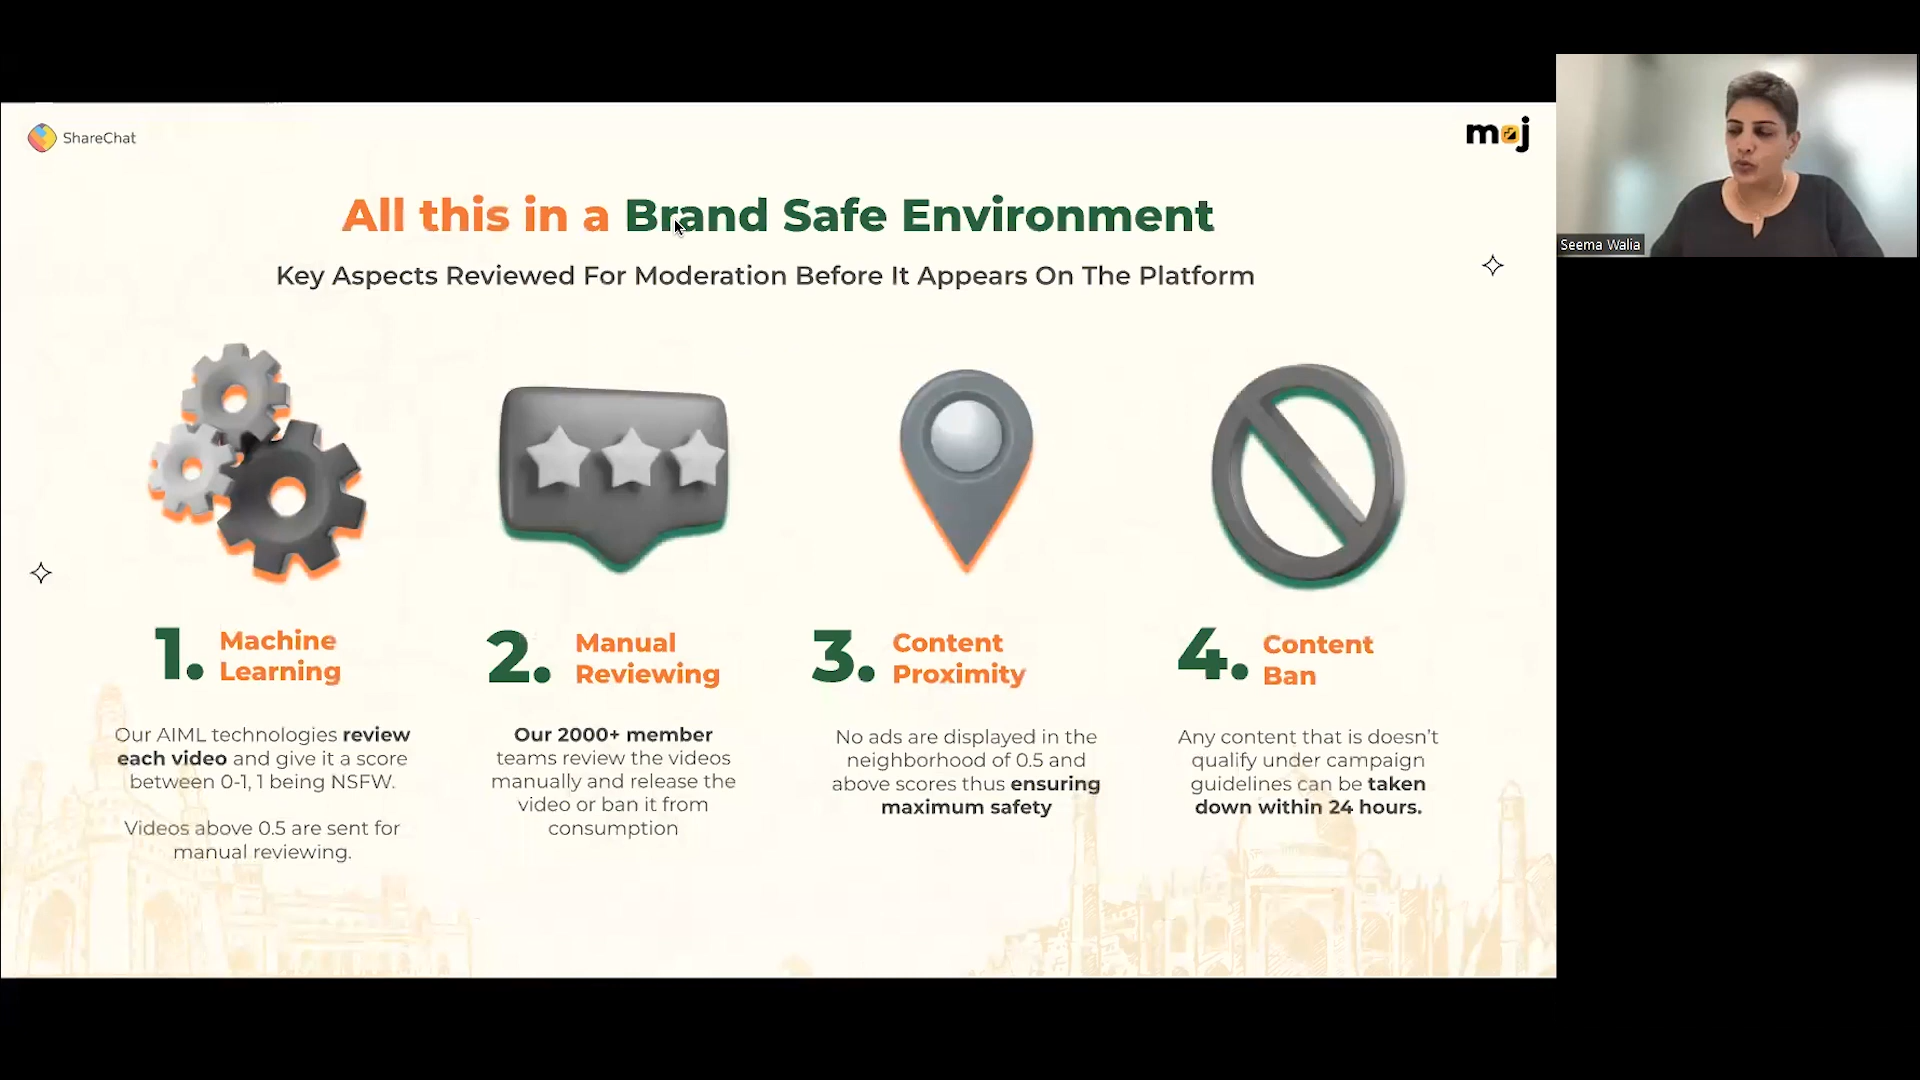 ShareChat
moj
All this in a Brand Safe Environment
Key Aspects Reviewed For Moderation Before It Appears On The Platform
1. Machine
Learning
Our AIML technologies review
each video and give it a score
between 0-1, 1 being NSFW.
Videos above 0.5 are sent for
manual reviewing.
2. Manual
Reviewing
Our 2000+ member
teams review the videos
manually and release the
video or ban it from
consumption
3. Content
Proximity
No ads are displayed in the
neighborhood of 0.5 and
above scores thus ensuring
maximum safety
4. Content
Ban
Any content that is doesn't
qualify under campaign
guidelines can be taken
down within 24 hours.
Seema Walia